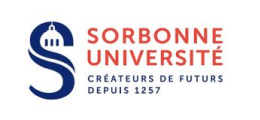 SORBONNE
UNIVERSITÉ
CRÉATEURS DE FUTURS
DEPUIS 1257